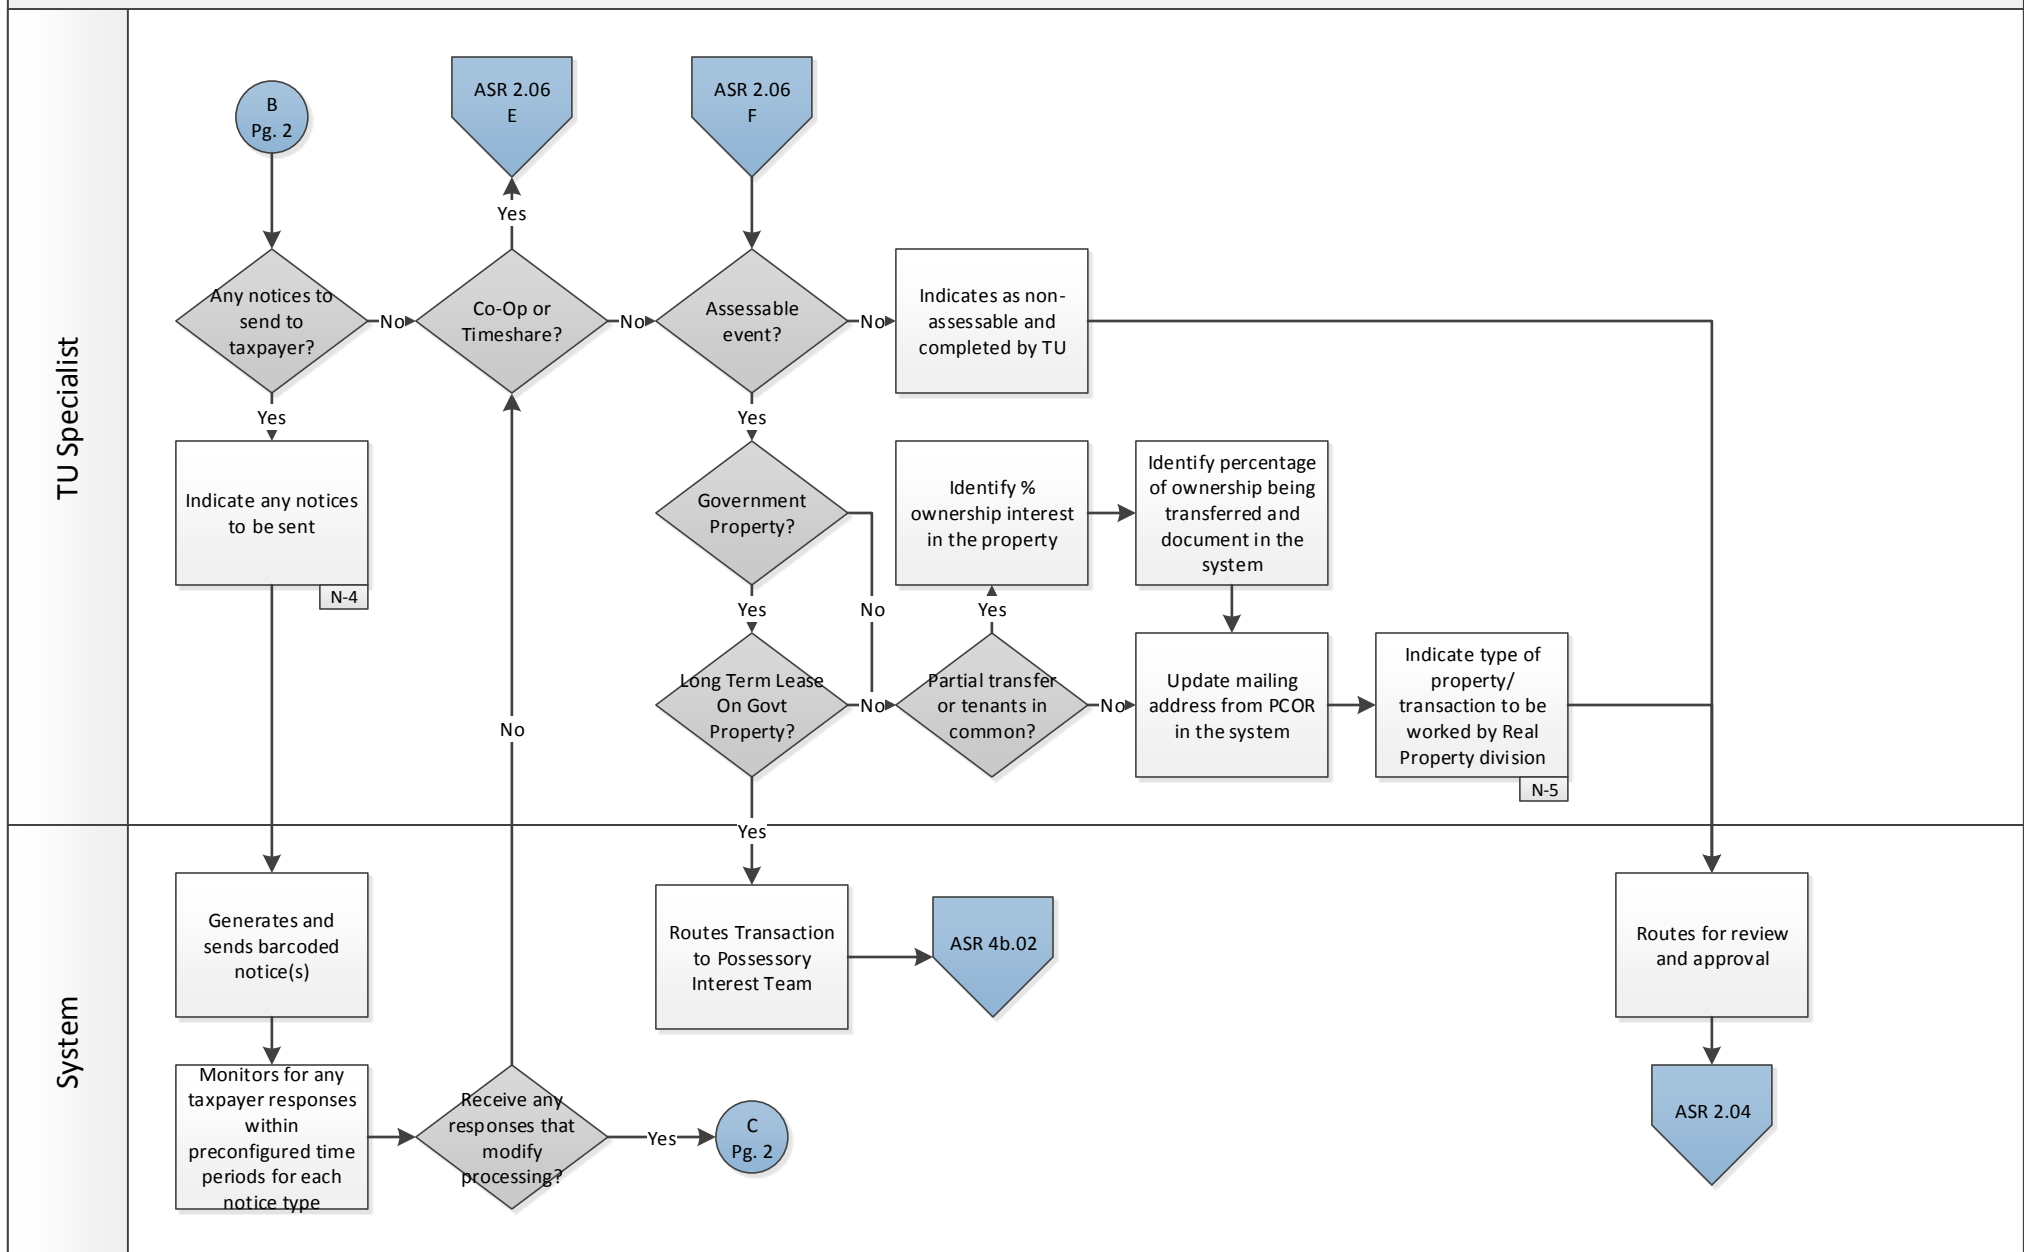 TU Specialist
B
Pg. 2
ASR 2.06
E
ASR 2.06
F
Yes
Any notices to
send to
taxpayer?
No
Co-Op or
Timeshare?
No
Assessable
event?
No
Indicates as non-
assessable and
completed by TU
Yes
Yes
Indicate any notices
to be sent
N-4
Government
Property?
Identify %
ownership interest
in the property
Identify percentage
of ownership being
transferred and
document in the
system
Yes
No
Yes
Long Term Lease
On Govt
Property?
No
Partial transfer
or tenants in
common?
No
Update mailing
address from PCOR
in the system
Indicate type of
property/
transaction to be
worked by Real
Property division
N-5
No
Yes
System
Generates and
sends barcoded
notice(s)
Routes Transaction
to Possessory
Interest Team
ASR 4b.02
Routes for review
and approval
Monitors for any
taxpayer responses
within
preconfigured time
periods for each
notice type
Receive any
responses that
modify
processing?
Yes
C
Pg. 2
ASR 2.04